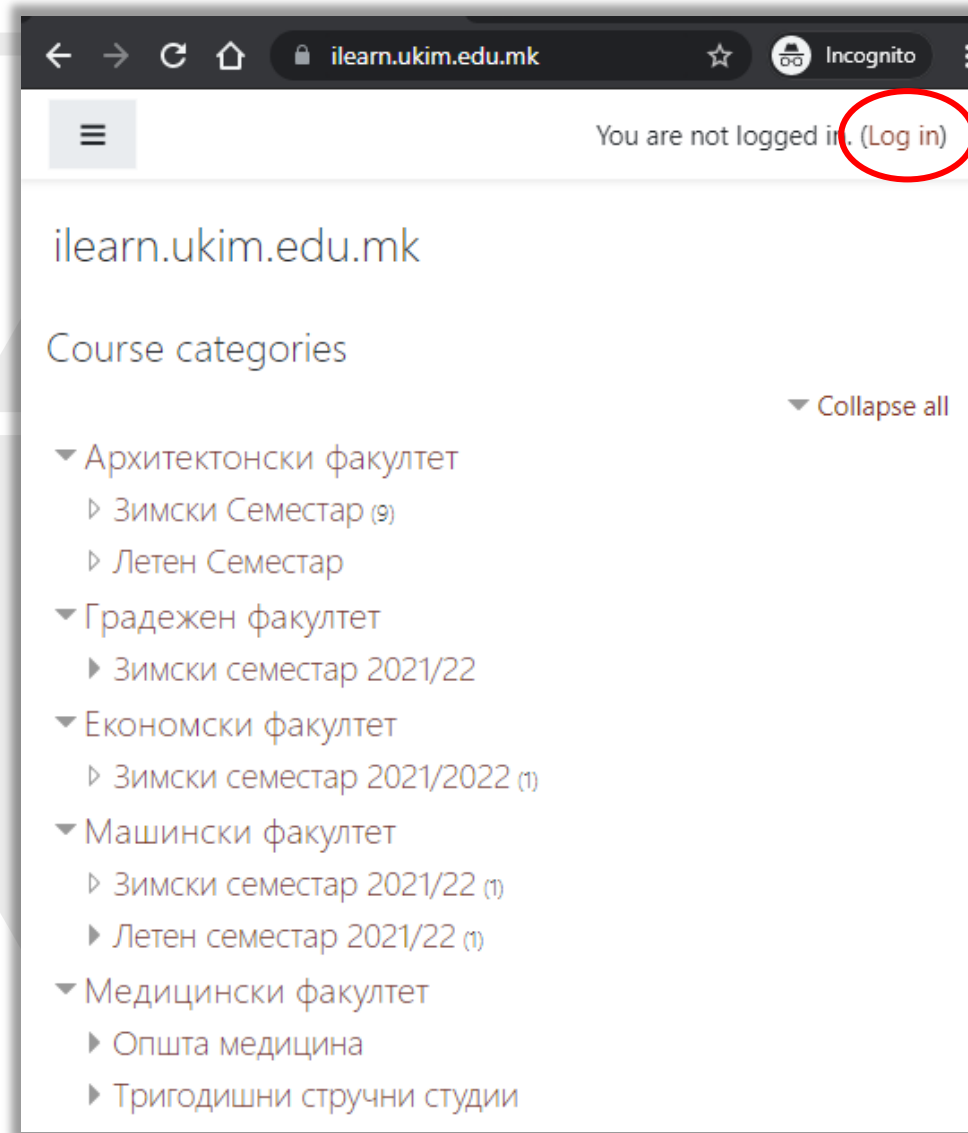 ilearn.ukim.edu.mk Incognito
You are not logged in. (Log in)
ilearn.ukim.edu.mk
Course categories
Collapse all
Архитектонски факултет
Зимски Семестар (9)
Летен Семестар
Градежен факултет
Зимски семестар 2021/22
Економски факултет
Зимски семестар 2021/2022 (1)
Машински факултет
Зимски семестар 2021/22 (1)
Летен семестар 2021/22 (1)
Медицински факултет
Општа медицина
Тригодишни стручни студии